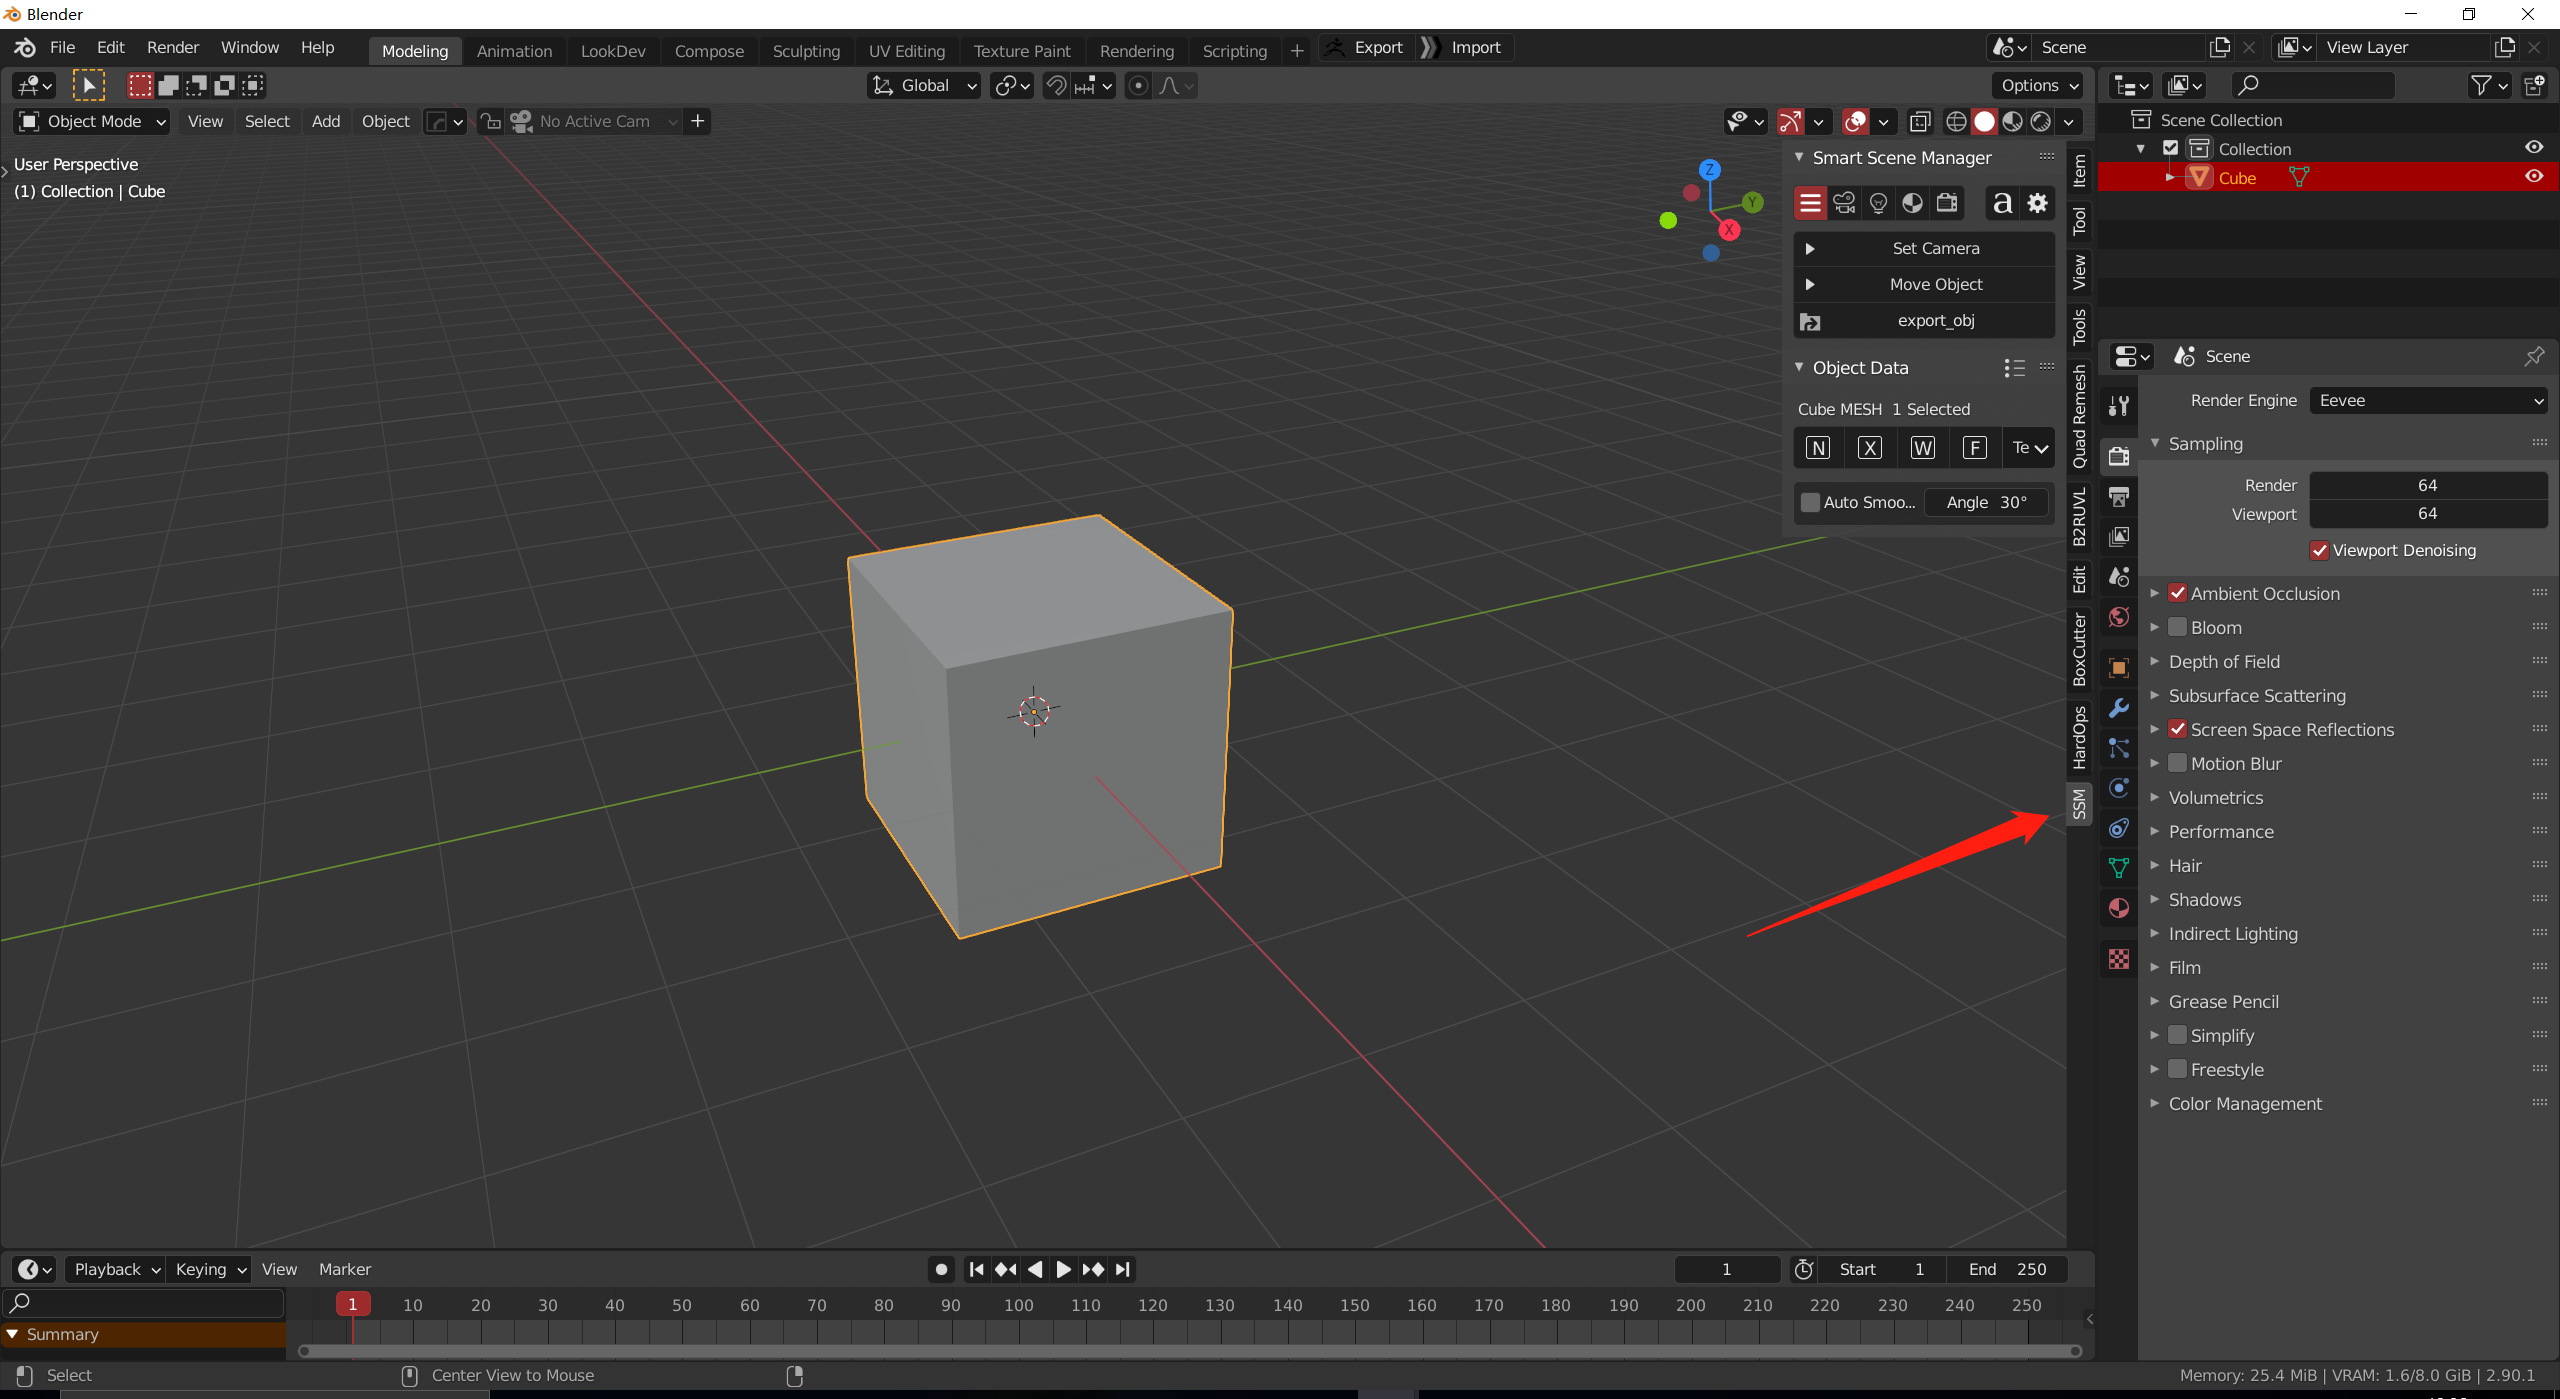 Blender
File Edit Render Window Help Modeling Animation LookDev Compose Sculpting UV Editing Texture Paint Rendering Scripting + Export Import Scene View Layer
Global Options
Object Mode View Select Add Object No Active Cam +
User Perspective
(1) Collection | Cube
Z
Y
X
Smart Scene Manager
a
Set Camera
Move Object
export_obj
Object Data
Cube MESH 1 Selected
N X W F Te
Auto Smoo... Angle 30°
Item
Tool
View
Tools
Quad Remesh
B2RUVL
Edit
BoxCutter
HardOps
SSM
Scene Collection
Collection
Cube
Scene
Render Engine Eevee
Sampling
Render 64
Viewport 64
Viewport Denoising
Ambient Occlusion
Bloom
Depth of Field
Subsurface Scattering
Screen Space Reflections
Motion Blur
Volumetrics
Performance
Hair
Shadows
Indirect Lighting
Film
Grease Pencil
Simplify
Freestyle
Color Management
Playback Keying View Marker 1 Start 1 End 250
1 10 20 30 40 50 60 70 80 90 100 110 120 130 140 150 160 170 180 190 200 210 220 230 240 250
Summary
Select Center View to Mouse Memory: 25.4 MiB | VRAM: 1.6/8.0 GiB | 2.90.1